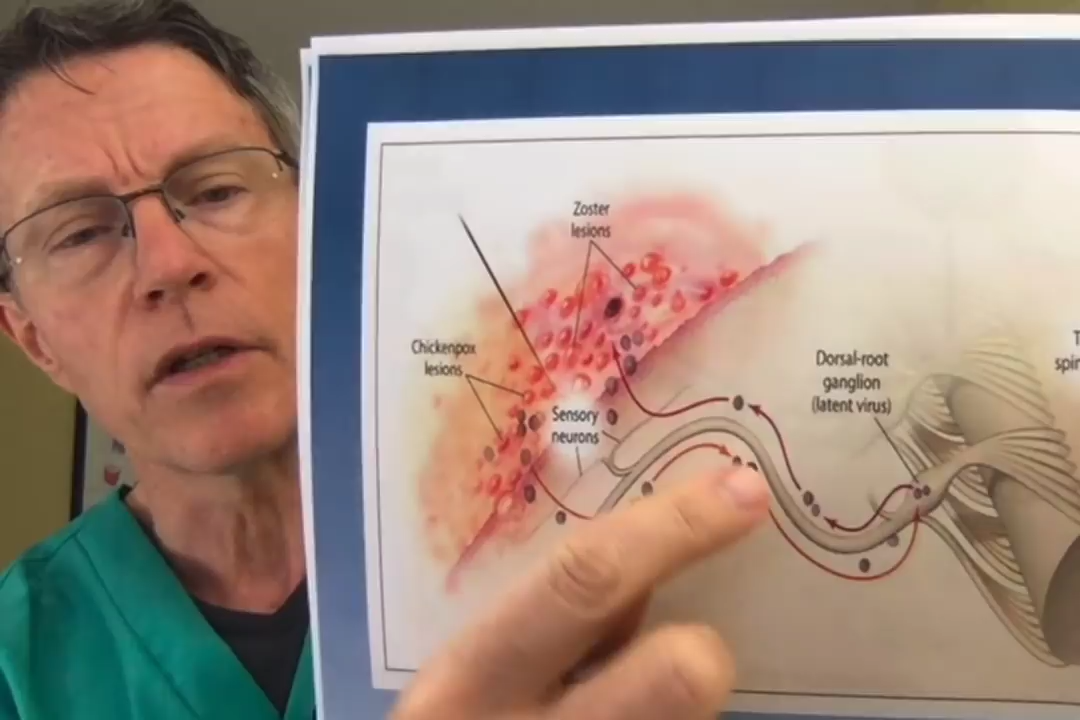 Zoster
lesions
Chickenpox
lesions
Sensory
neurons
Dorsal-root
ganglion
(latent virus)